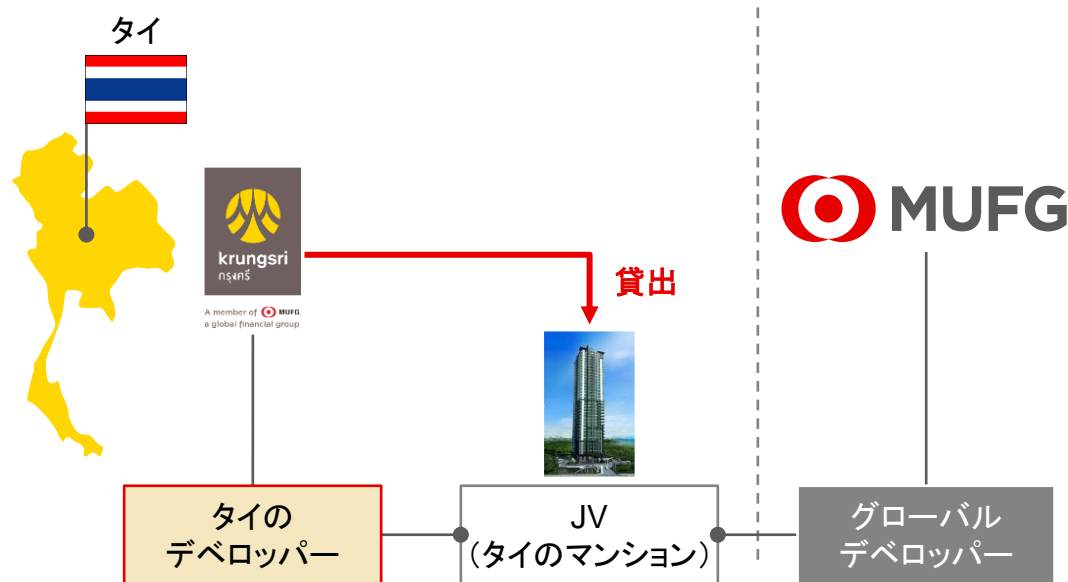 タイ
krungsri
กรุงศรี
A member of MUFG,
a global financial group
MUFG
貸出
タイの
デベロッパー
JV
（タイのマンション）
グローバル
デベロッパー